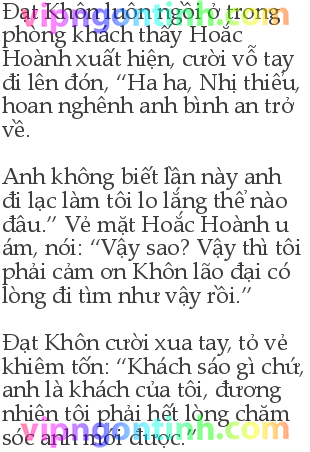 Đạt Khôn luôn ngồi ở trong
vipngontinh.com
phòng khách thấy Hoắc
Hoành xuất hiện, cười vỗ tay
đi lên đón, “Ha ha, Nhị thiếu,
hoan nghênh anh bình an trở
về.
Anh không biết lần này anh
đi lạc làm tôi lo lắng thể nào
đâu.” Vẻ mặt Hoắc Hoành u
ám, nói: “Vậy sao? Vậy thì tôi
phải cảm ơn Khôn lão đại có
lòng đi tìm như vậy rồi.”
Đạt Khôn cười xua tay, tỏ vẻ
khiêm tốn: “Khách sáo gì chứ,
anh là khách của tôi, đương
nhiên tôi phải hết lòng chăm
vipngontinh.com
sóc anh mới được.”